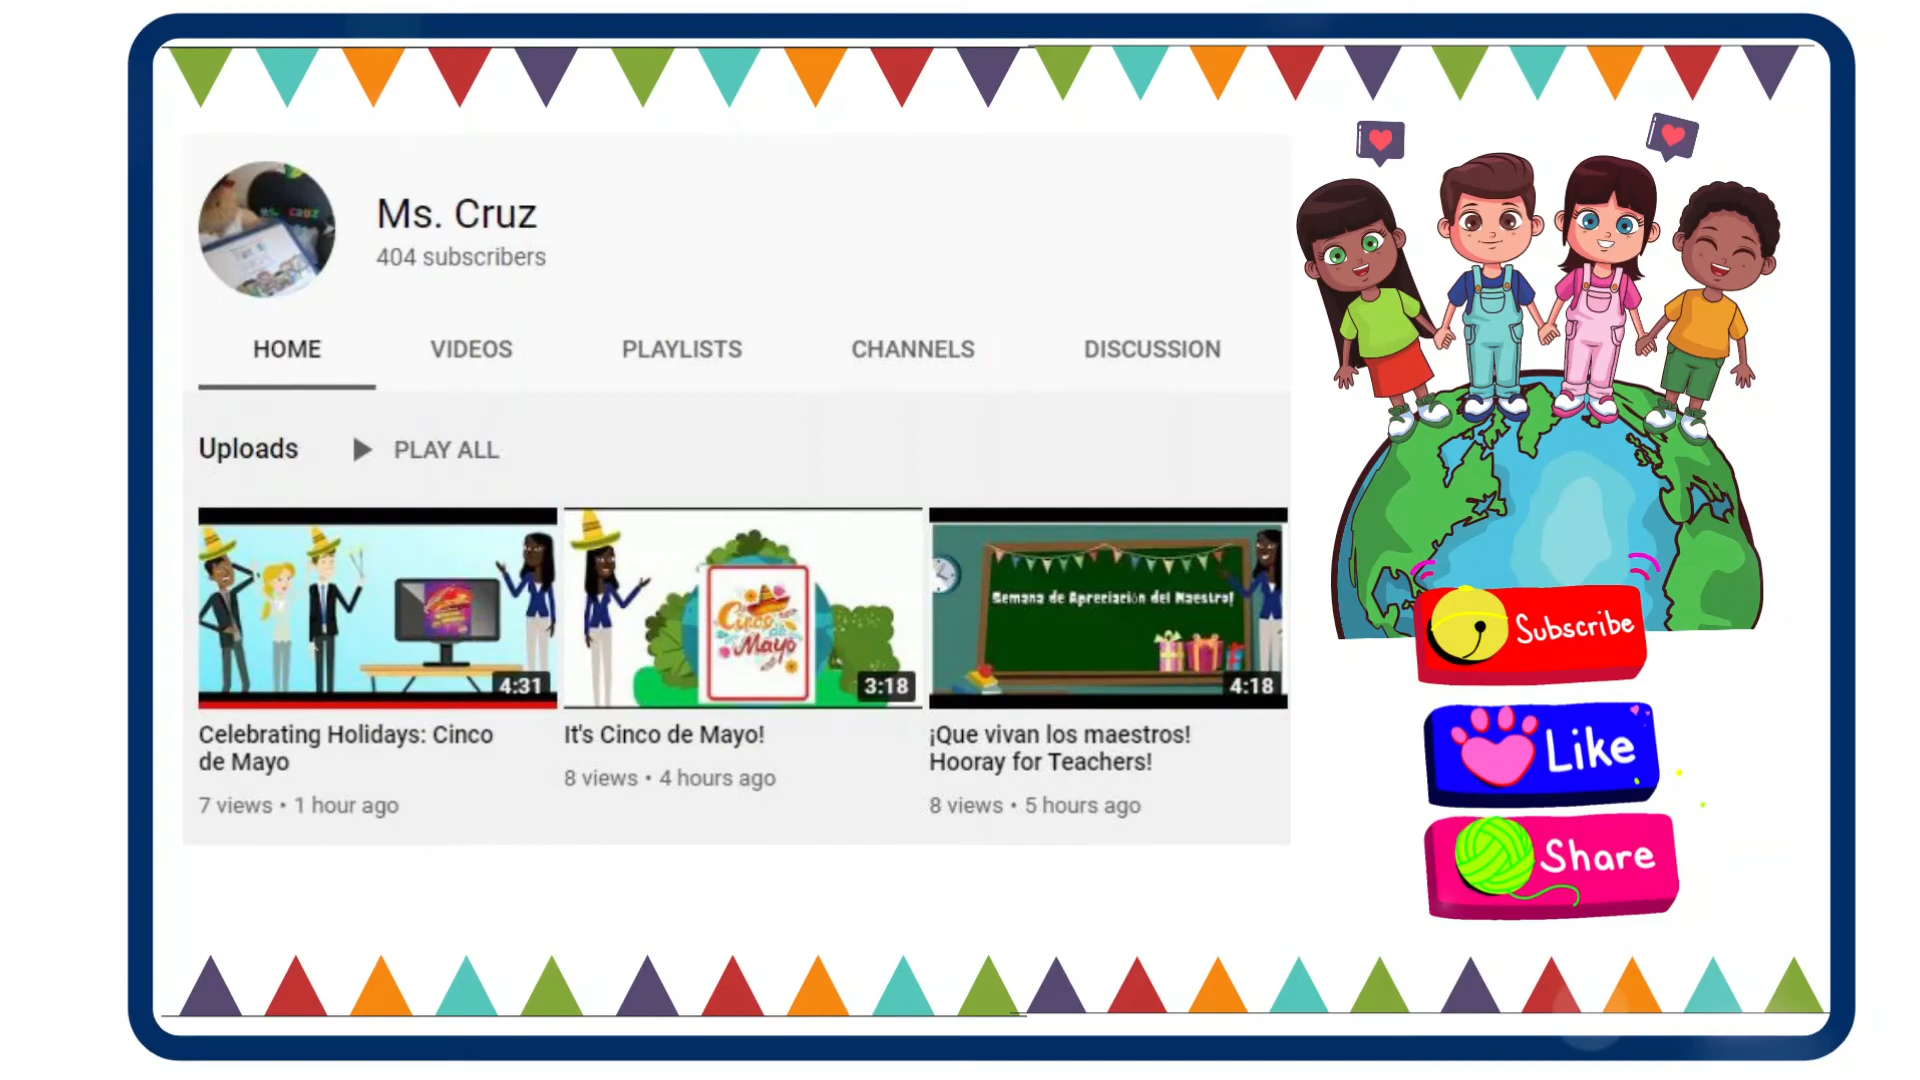 Ms. Cruz
404 subscribers
HOME VIDEOS PLAYLISTS CHANNELS DISCUSSION
Uploads PLAY ALL
Cinco de Mayo
Semana de Apreciación del Maestro!
4:31
3:18
4:18
Celebrating Holidays: Cinco
de Mayo
7 views • 1 hour ago
It's Cinco de Mayo!
8 views • 4 hours ago
¡Que vivan los maestros!
Hooray for Teachers!
8 views • 5 hours ago
Subscribe
Like
Share